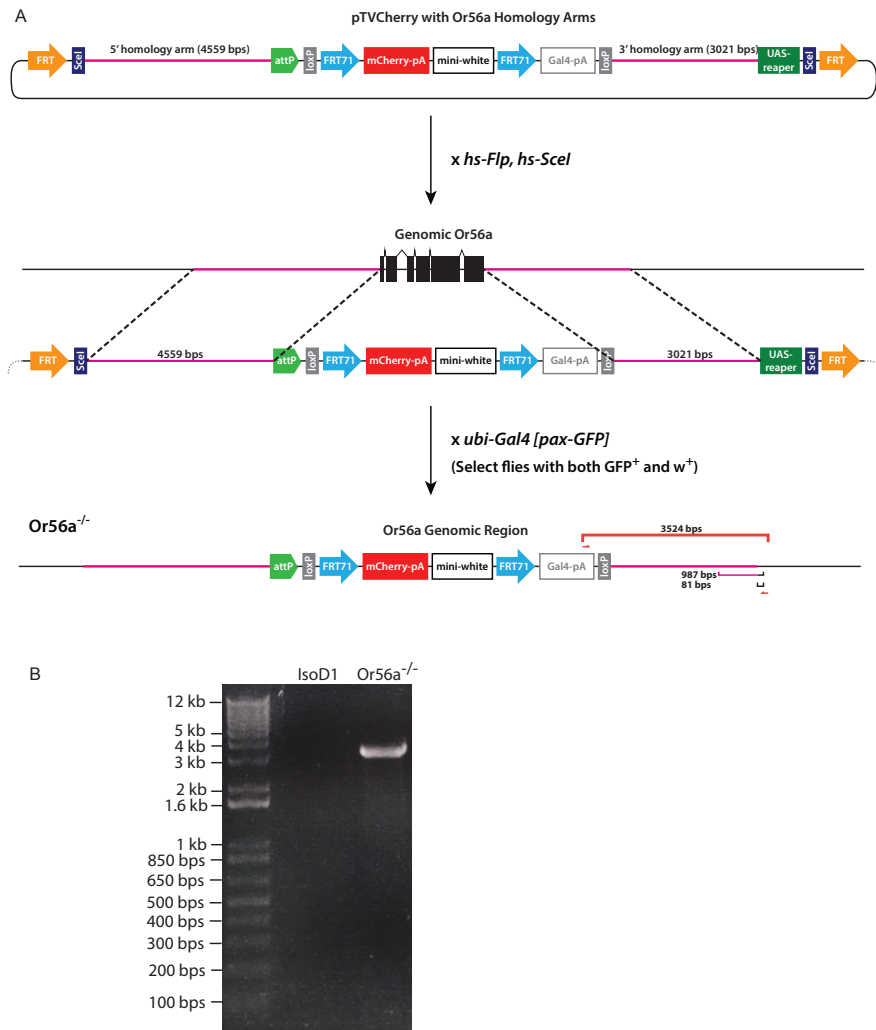 A
pTVCherry with Or56a Homology Arms
5′ homology arm (4559 bps)
3′ homology arm (3021 bps)
FRT SceI attP loxP FRT71 mCherry-pA mini-white FRT71 Gal4-pA loxP UAS-reaper SceI FRT
x hs-Flp, hs-SceI
Genomic Or56a
4559 bps
3021 bps
FRT SceI attP loxP FRT71 mCherry-pA mini-white FRT71 Gal4-pA loxP UAS-reaper SceI FRT
x ubi-Gal4 [pax-GFP]
(Select flies with both GFP+ and w+)
Or56a-/-
Or56a Genomic Region
3524 bps
attP loxP FRT71 mCherry-pA mini-white FRT71 Gal4-pA loxP
987 bps
81 bps
B
IsoD1 Or56a-/-
12 kb
5 kb
4 kb
3 kb
2 kb
1.6 kb
1 kb
850 bps
650 bps
500 bps
400 bps
300 bps
200 bps
100 bps